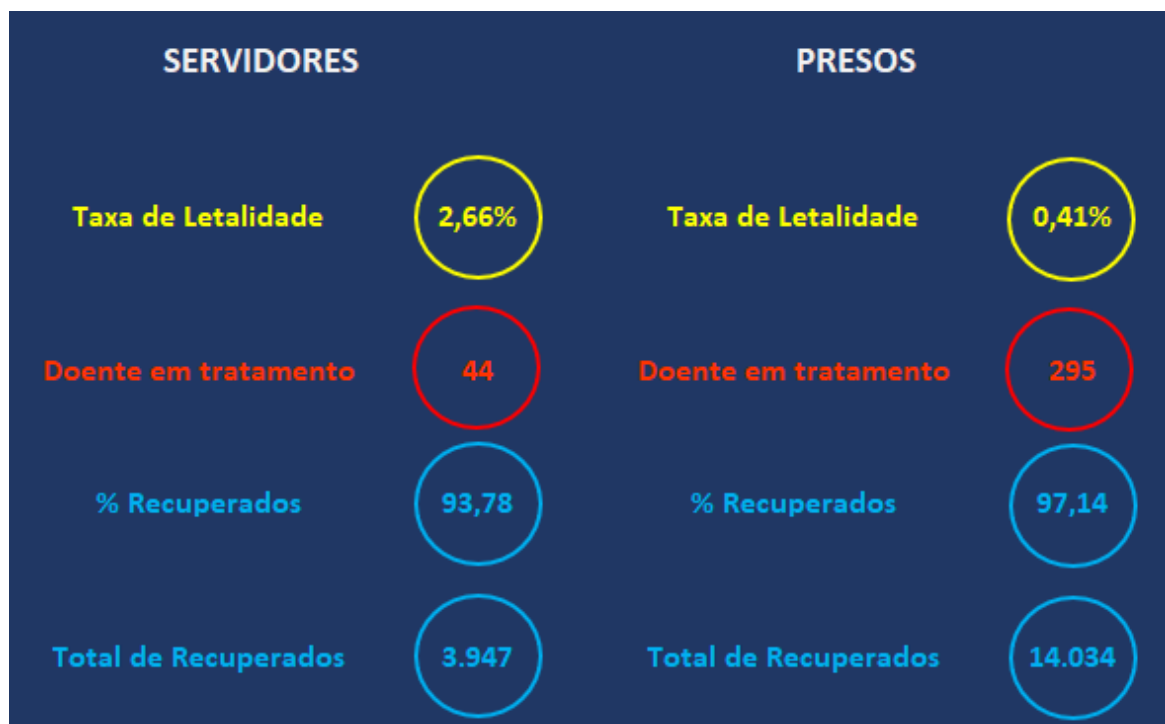 SERVIDORES
Taxa de Letalidade 2,66%
Doente em tratamento 44
% Recuperados 93,78
Total de Recuperados 3.947
PRESOS
Taxa de Letalidade 0,41%
Doente em tratamento 295
% Recuperados 97,14
Total de Recuperados 14.034